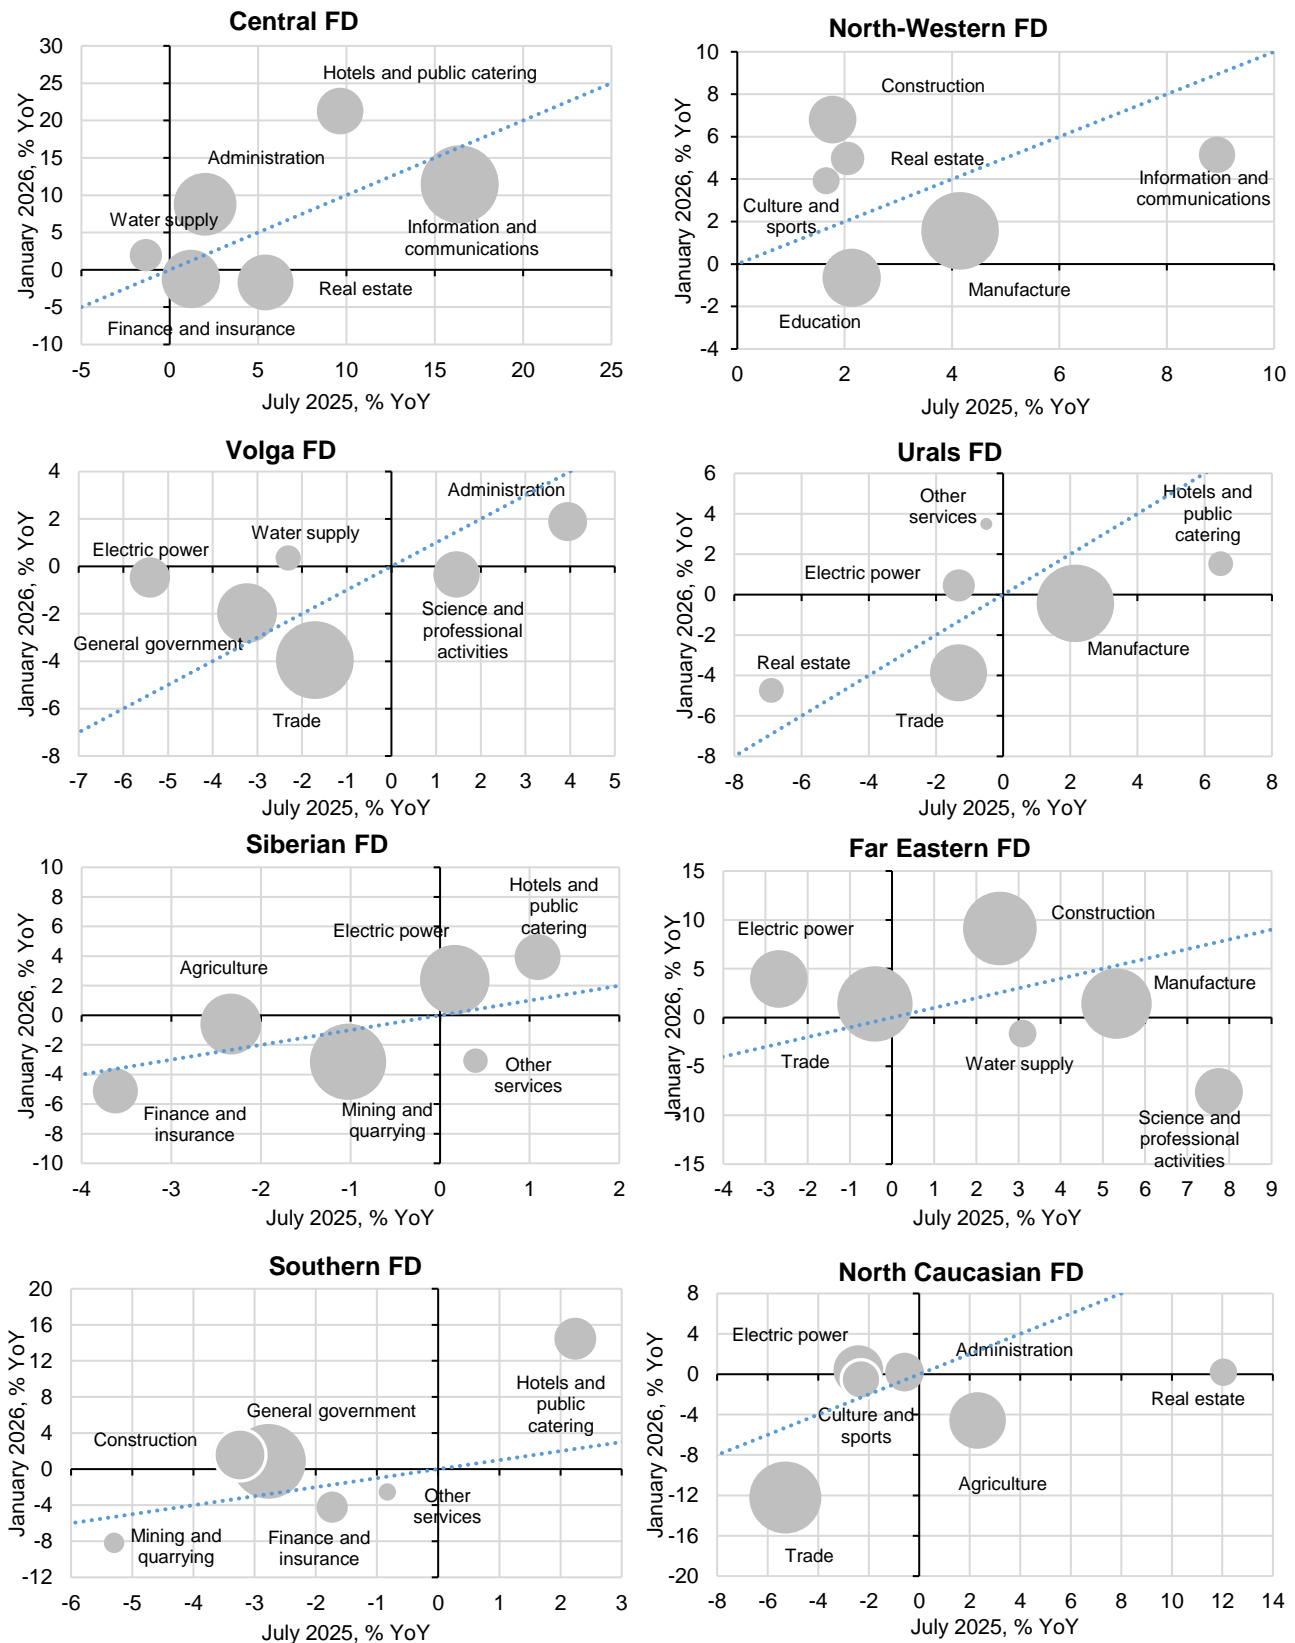 Central FD
January 2026, % YoY
30
25
20
15
10
5
0
-5
-10
Hotels and public catering
Administration
Water supply
Information and
communications
Real estate
Finance and insurance
-5 0 5 10 15 20 25
July 2025, % YoY
North-Western FD
January 2026, % YoY
10
8
6
4
2
0
-2
-4
Construction
Real estate
Information and
communications
Culture and
sports
Manufacture
Education
0 2 4 6 8 10
July 2025, % YoY
Volga FD
January 2026, % YoY
4
2
0
-2
-4
-6
-8
Administration
Water supply
Electric power
Science and
professional
activities
General government
Trade
-7 -6 -5 -4 -3 -2 -1 0 1 2 3 4 5
July 2025, % YoY
Urals FD
January 2026, % YoY
6
4
2
0
-2
-4
-6
-8
Other
services
Hotels and
public
catering
Electric power
Manufacture
Real estate
Trade
-8 -6 -4 -2 0 2 4 6 8
July 2025, % YoY
Siberian FD
January 2026, % YoY
10
8
6
4
2
0
-2
-4
-6
-8
-10
Hotels and
public
catering
Electric power
Agriculture
Other
services
Finance and
insurance
Mining and
quarrying
-4 -3 -2 -1 0 1 2
July 2025, % YoY
Far Eastern FD
January 2026, % YoY
15
10
5
0
-5
-10
-15
Construction
Electric power
Manufacture
Trade
Water supply
Science and
professional
activities
-4 -3 -2 -1 0 1 2 3 4 5 6 7 8 9
July 2025, % YoY
Southern FD
January 2026, % YoY
20
16
12
8
4
0
-4
-8
-12
Hotels and
public
catering
General government
Construction
Other
services
Mining and
quarrying
Finance and
insurance
-6 -5 -4 -3 -2 -1 0 1 2 3
July 2025, % YoY
North Caucasian FD
January 2026, % YoY
8
4
0
-4
-8
-12
-16
-20
Electric power
Administration
Real estate
Culture and
sports
Agriculture
Trade
-8 -6 -4 -2 0 2 4 6 8 10 12 14
July 2025, % YoY